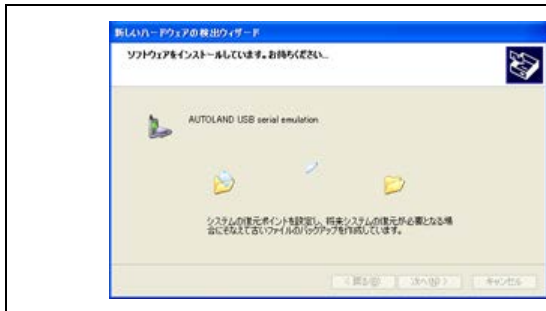 新しいハードウェアの検出ウィザード
ソフトウェアをインストールしています。お待ちください...
AUTOLAND USB serial emulation
システムの復元ポイントを設定し、将来システムの復元が必要となる場
合にそなえて古いファイルのバックアップを作成しています。
< 戻る(B) 次へ(N) > キャンセル